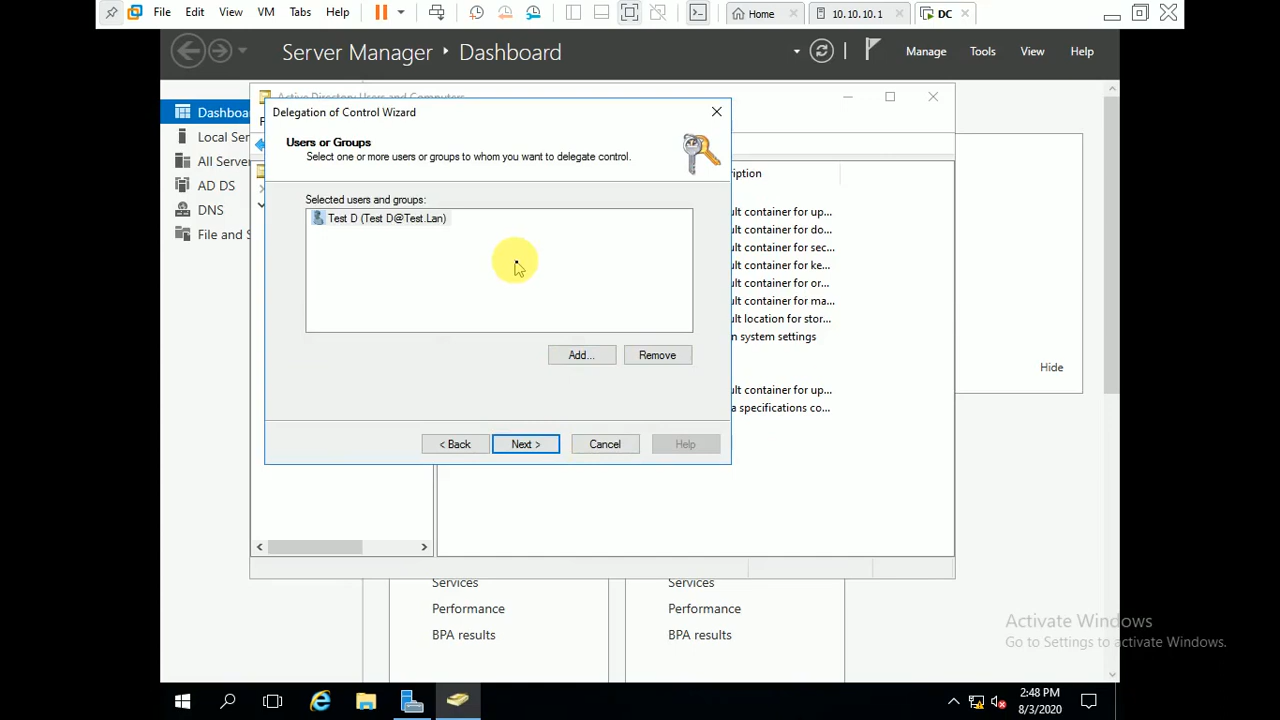 File Edit View VM Tabs Help Home 10.10.10.1 DC
Server Manager Dashboard Manage Tools View Help
Dashboa
Local Ser
All Server
AD DS
DNS
File and S
Active Directory Users and Computers
Delegation of Control Wizard
Users or Groups
Select one or more users or groups to whom you want to delegate control.
Selected users and groups:
Test D (Test D@Test.Lan)
Add... Remove
< Back Next > Cancel Help
ription
ult container for up...
ult container for do...
ult container for sec...
ult container for ke...
ult container for or...
ult container for ma...
ult location for stor...
n system settings
ult container for up...
a specifications co...
Hide
Services
Performance
BPA results
Services
Performance
BPA results
Activate Windows
Go to Settings to activate Windows.
2:48 PM
8/3/2020